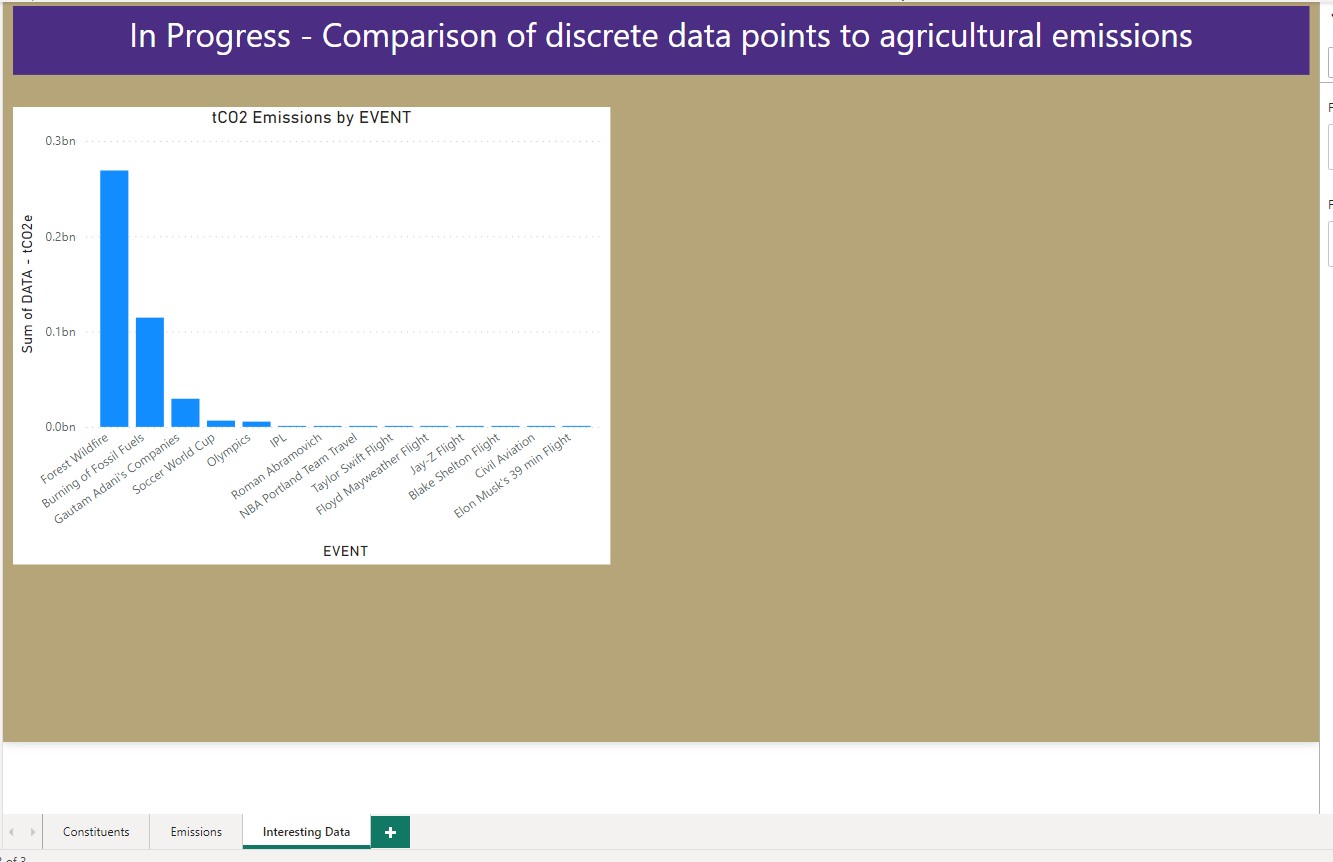 In Progress - Comparison of discrete data points to agricultural emissions
tCO2 Emissions by EVENT
0.3bn
0.2bn
0.1bn
0.0bn
Sum of DATA - tCO2e
Forest Wildfire
Burning of Fossil Fuels
Gautam Adani's Companies
Soccer World Cup
Olympics
IPL
Roman Abramovich
NBA Portland Team Travel
Taylor Swift Flight
Floyd Mayweather Flight
Jay-Z Flight
Blake Shelton Flight
Civil Aviation
Elon Musk's 39 min Flight
EVENT
Constituents
Emissions
Interesting Data
+
of 3